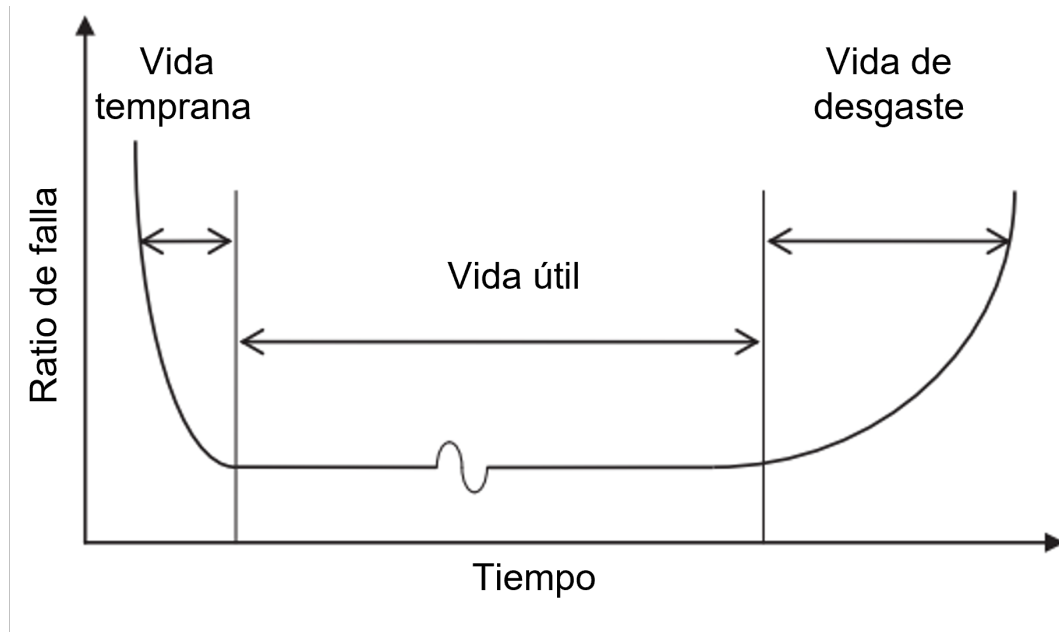 Vida
temprana
Vida de
desgaste
Ratio de falla
Vida útil
Tiempo